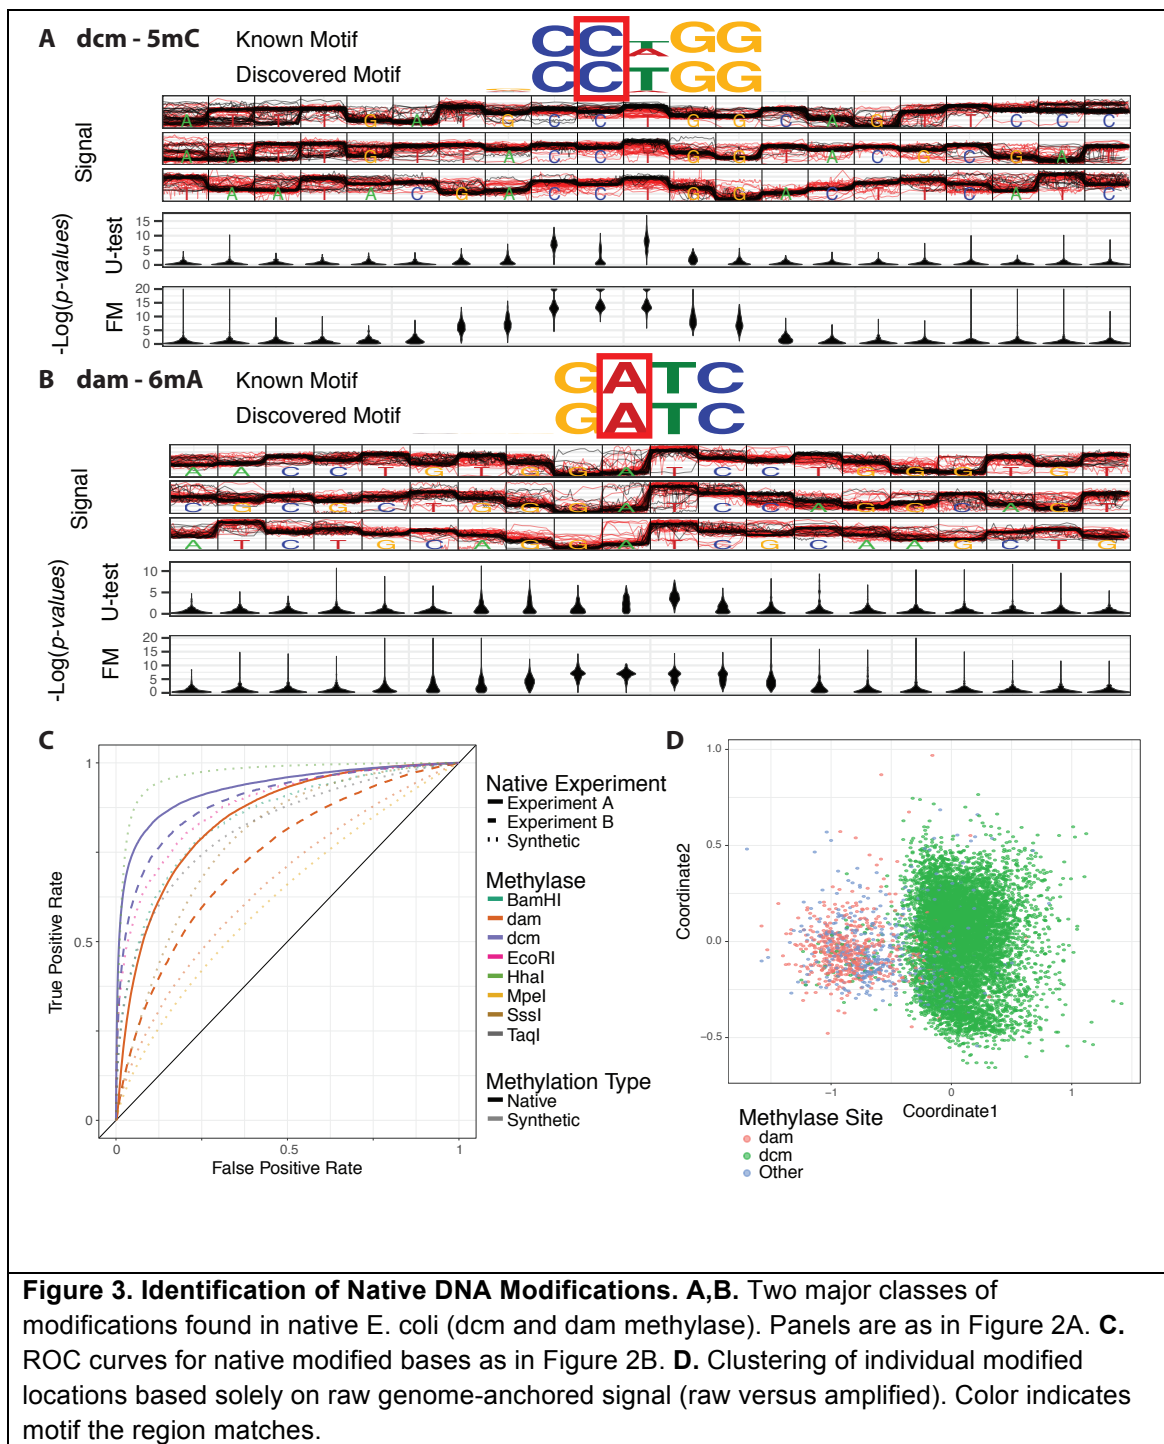 A dcm - 5mC Known Motif
CCTAGG
Discovered Motif
CCTGG
Signal
A T T T G A T G C C T G G C A G T T C C C
A A T T G T T A C C T G G T A C G C G A T
T A A T A C G A C C T G G A C T T C A T C
-Log(p-values)
U-test
15
10
5
0
FM
20
15
10
5
0
B dam - 6mA Known Motif
GATC
Discovered Motif
GATC
Signal
A A C C T G T G G A T C C T G G G T G T
C G C G C T G G G A T C C A G G C A G T
A T C T G C A G G A T C G C A A G C T G
-Log(p-values)
U-test
10
5
0
FM
20
15
10
5
0
C
True Positive Rate
1
0.5
0
0
0.5
1
False Positive Rate
Native Experiment
Experiment A
Experiment B
Synthetic
Methylase
BamHI
dam
dcm
EcoRI
HhaI
MpeI
SssI
TaqI
Methylation Type
Native
Synthetic
D
Coordinate2
1.0
0.5
0.0
−0.5
−1
0
1
Coordinate1
Methylase Site
dam
dcm
Other
Figure 3. Identification of Native DNA Modifications. A,B. Two major classes of
modifications found in native E. coli (dcm and dam methylase). Panels are as in Figure 2A. C.
ROC curves for native modified bases as in Figure 2B. D. Clustering of individual modified
locations based solely on raw genome-anchored signal (raw versus amplified). Color indicates
motif the region matches.